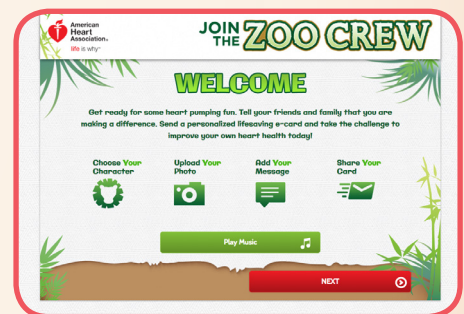 American
Heart
Association®
life is why™
JOIN
THE ZOO CREW
WELCOME
Get ready for some heart pumping fun. Tell your friends and family that you are
making a difference. Send a personalized lifesaving e-card and take the challenge to
improve your own heart health today!
Choose Your
Character
Upload Your
Photo
Add Your
Message
Share Your
Card
Play Music
NEXT